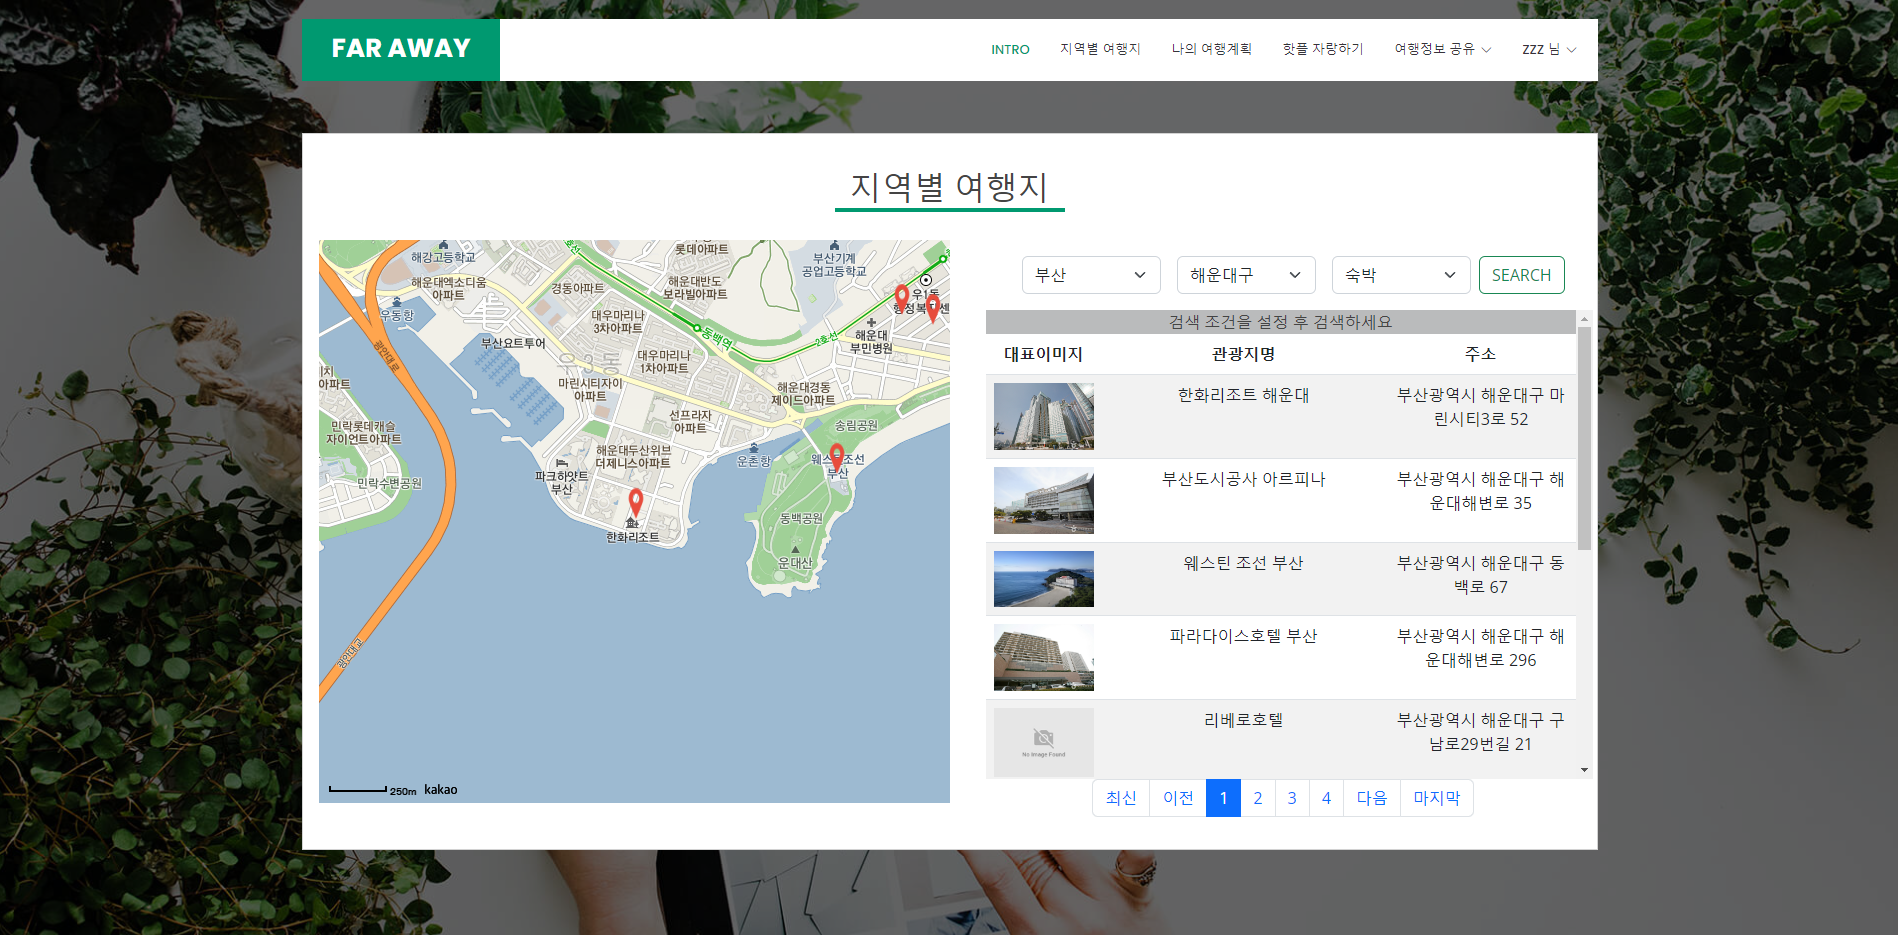 FAR AWAY
INTRO
지역별 여행지
나의 여행계획
핫플 자랑하기
여행정보 공유
ZZZ 님
지역별 여행지
부산
해운대구
숙박
SEARCH
검색 조건을 설정 후 검색하세요
대표이미지
관광지명
주소
한화리조트 해운대
부산광역시 해운대구 마
린시티3로 52
부산도시공사 아르피나
부산광역시 해운대구 해
운대해변로 35
웨스틴 조선 부산
부산광역시 해운대구 동
백로 67
파라다이스호텔 부산
부산광역시 해운대구 해
운대해변로 296
No Image Found
리베로호텔
부산광역시 해운대구 구
남로29번길 21
최신
이전
1
2
3
4
다음
마지막
해강고등학교
2호선
롯데아파트
부산기계
공업고등학교
해운대엑소디움
아파트
경동아파트
해운대반도
보라빌아파트
우동항
대우마리나
3차아파트
우1동
광안대로
부산요트투어
동백역
2호선
해운대
부민병원
우3동
대우마리나
1차아파트
치
아파트
마린시티자이
아파트
해운대경동
제이드아파트
선프라자
아파트
송림공원
민락롯데캐슬
자이언트아파트
해운대두산위브
더제니스아파트
운촌항
부산
파크하얏트
부산
민락수변공원
동백공원
한화리조트
운대산
광안대교
250m
kakao